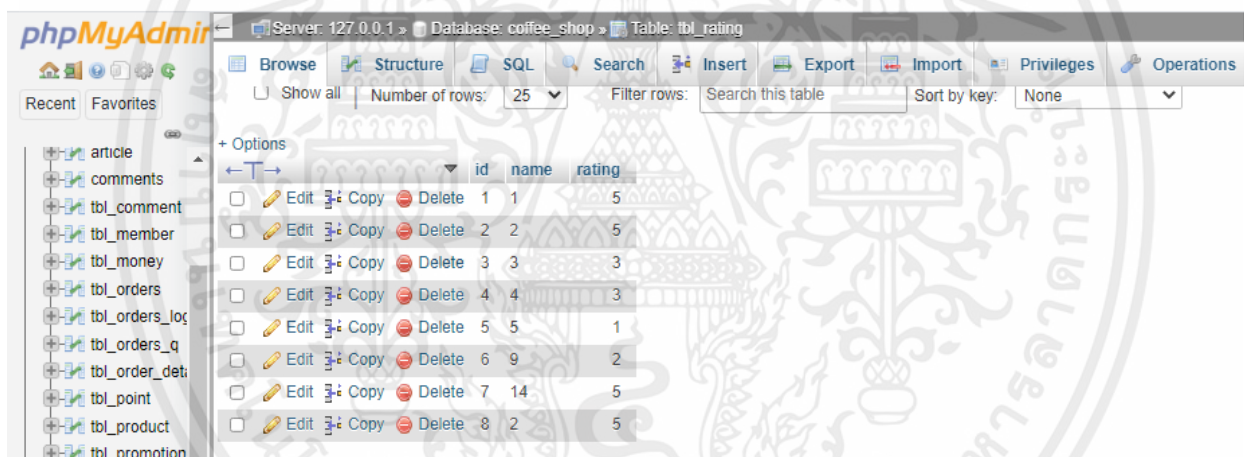 phpMyAdmin
Recent Favorites
article
comments
tbl_comment
tbl_member
tbl_money
tbl_orders
tbl_orders_log
tbl_orders_q
tbl_order_deta
tbl_point
tbl_product
tbl_promotion
Server: 127.0.0.1 » Database: coffee_shop » Table: tbl_rating
Browse Structure SQL Search Insert Export Import Privileges Operations
Show all Number of rows: 25 Filter rows: Search this table Sort by key: None
+ Options
←T→ id name rating
Edit Copy Delete 1 1 5
Edit Copy Delete 2 2 5
Edit Copy Delete 3 3 3
Edit Copy Delete 4 4 3
Edit Copy Delete 5 5 1
Edit Copy Delete 6 9 2
Edit Copy Delete 7 14 5
Edit Copy Delete 8 2 5